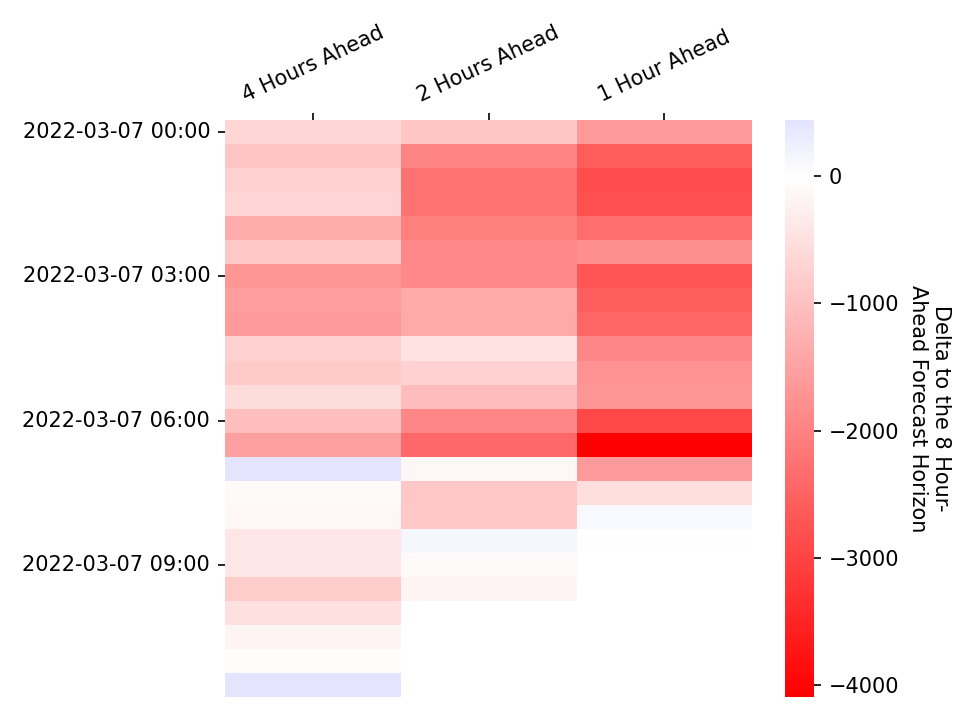 4 Hours Ahead
2 Hours Ahead
1 Hour Ahead
2022-03-07 00:00
2022-03-07 03:00
2022-03-07 06:00
2022-03-07 09:00
0
−1000
−2000
−3000
−4000
Delta to the 8 Hour-
Ahead Forecast Horizon